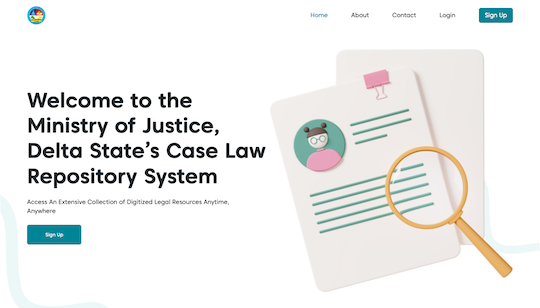 Home About Contact Login Sign Up
Welcome to the
Ministry of Justice,
Delta State's Case Law
Repository System
Access An Extensive Collection of Digitized Legal Resources Anytime,
Anywhere
Sign Up